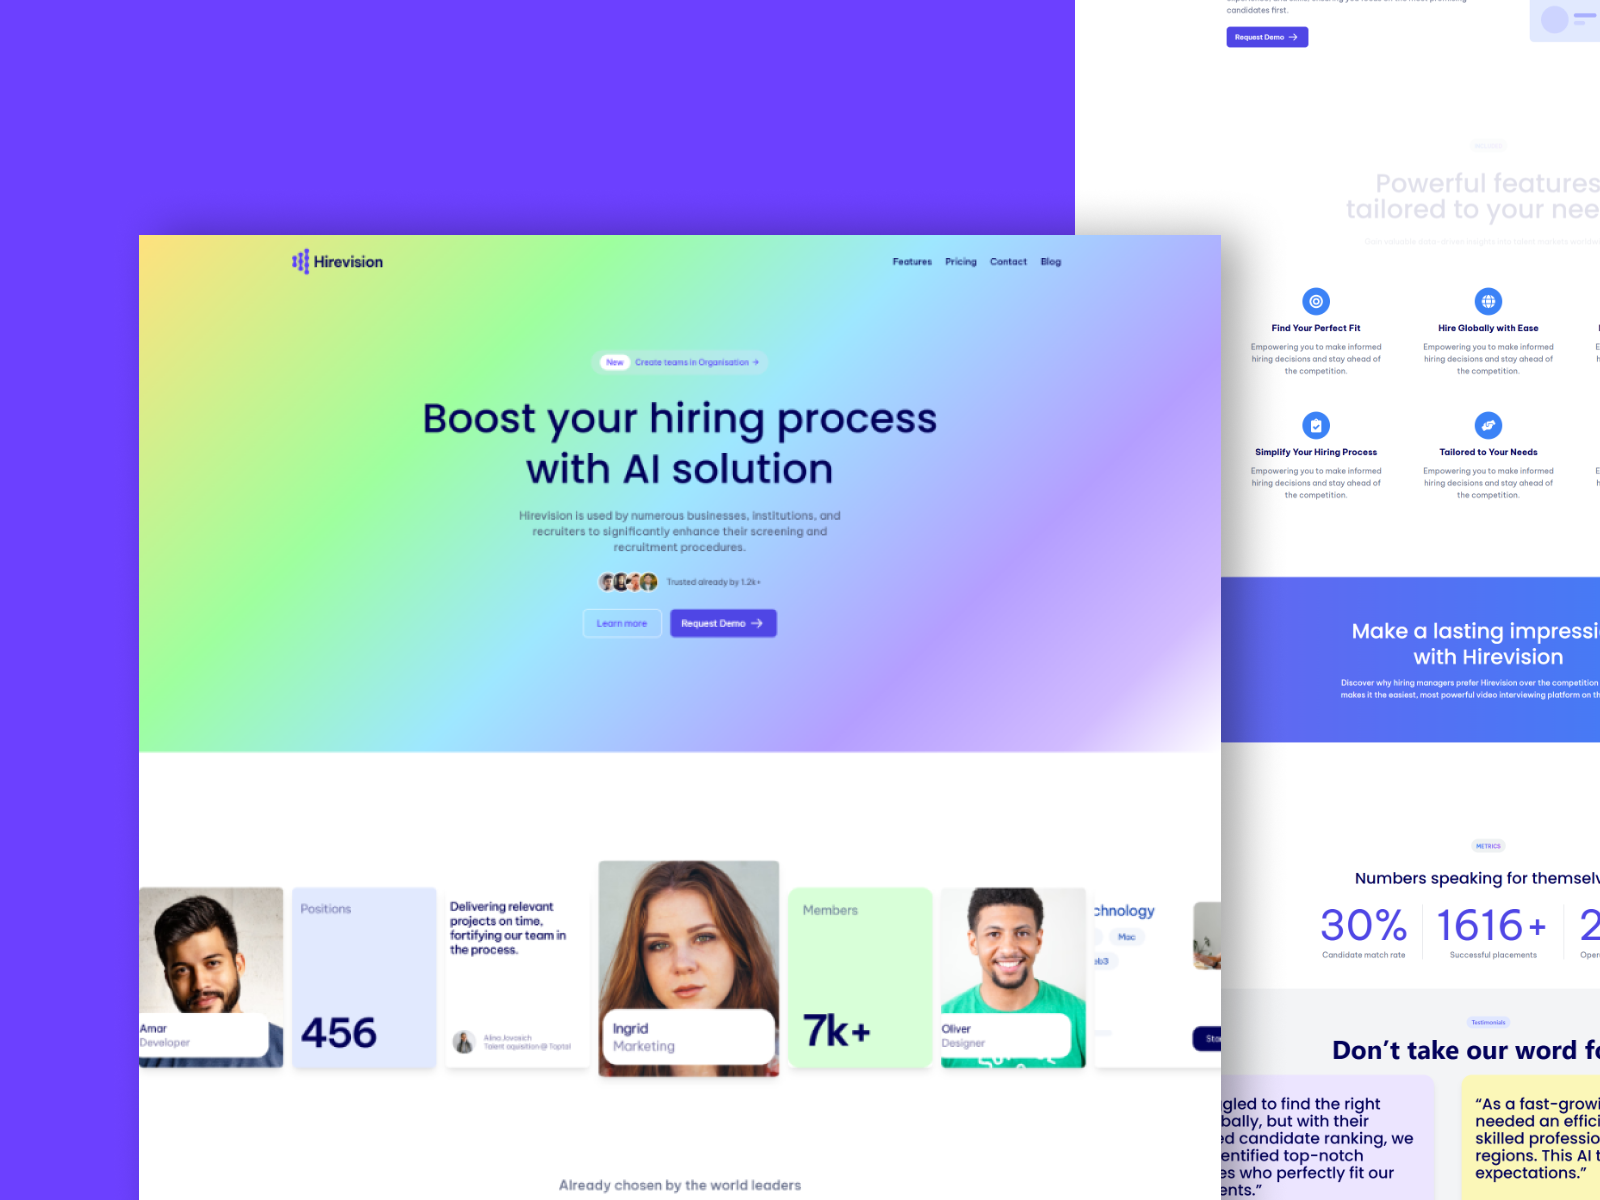 Hirevision
Features
Pricing
Contact
Blog
New
Create teams in Organisation →
Boost your hiring process
with AI solution
Hirevision is used by numerous businesses, institutions, and
recruiters to significantly enhance their screening and
recruitment procedures.
Trusted already by 1.2k+
Learn more
Request Demo →
Amar
Developer
Positions
456
Delivering relevant
projects on time,
fortifying our team in
the process.
Talent aquisition@ Toptal
Ingrid
Marketing
Members
7k+
Oliver
Designer
chnology
Mac
eb3
Already chosen by the world leaders
candidates first.
Request Demo →
Powerful features
tailored to your nee
Find Your Perfect Fit
Empowering you to make informed
hiring decisions and stay ahead of
the competition.
Hire Globally with Ease
Empowering you to make informed
hiring decisions and stay ahead of
the competition.
Simplify Your Hiring Process
Empowering you to make informed
hiring decisions and stay ahead of
the competition.
Tailored to Your Needs
Empowering you to make informed
hiring decisions and stay ahead of
the competition.
Make a lasting impressi
with Hirevision
Discover why hiring managers prefer Hirevision over the competition
makes it the easiest, most powerful video interviewing platform on th
METRICS
Numbers speaking for themselv
30%
Candidate match rate
1616+
Successful placements
2
Oper
Testimonials
Don't take our word fo
gled to find the right
bally, but with their
ed candidate ranking, we
entified top-notch
es who perfectly fit our
ents.”
“As a fast-growi
needed an effici
skilled professio
regions. This AI t
expectations.”